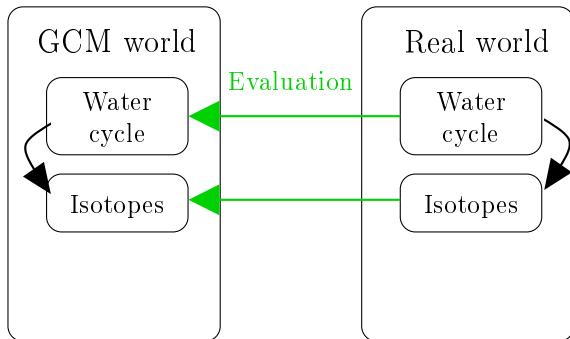 GCM world
Real world
Evaluation
Water
cycle
Water
cycle
Isotopes
Isotopes